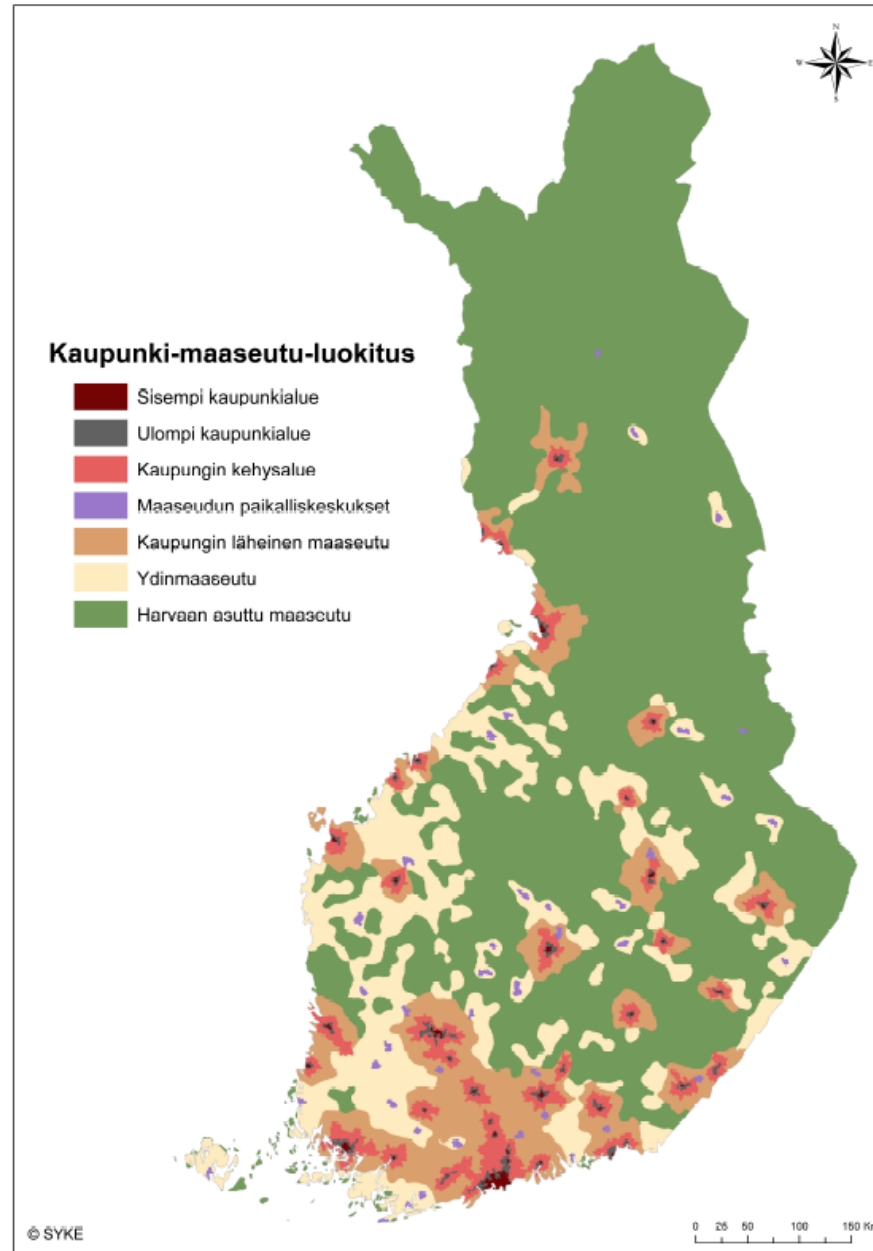 N
W E
S
Kaupunki-maaseutu-luokitus
Sisempi kaupunkialue
Ulompi kaupunkialue
Kaupungin kehysalue
Maaseudun paikalliskeskukset
Kaupungin läheinen maaseutu
Ydinmaaseutu
Harvaan asuttu maaseutu
© SYKE
0 25 50 100 150 Km